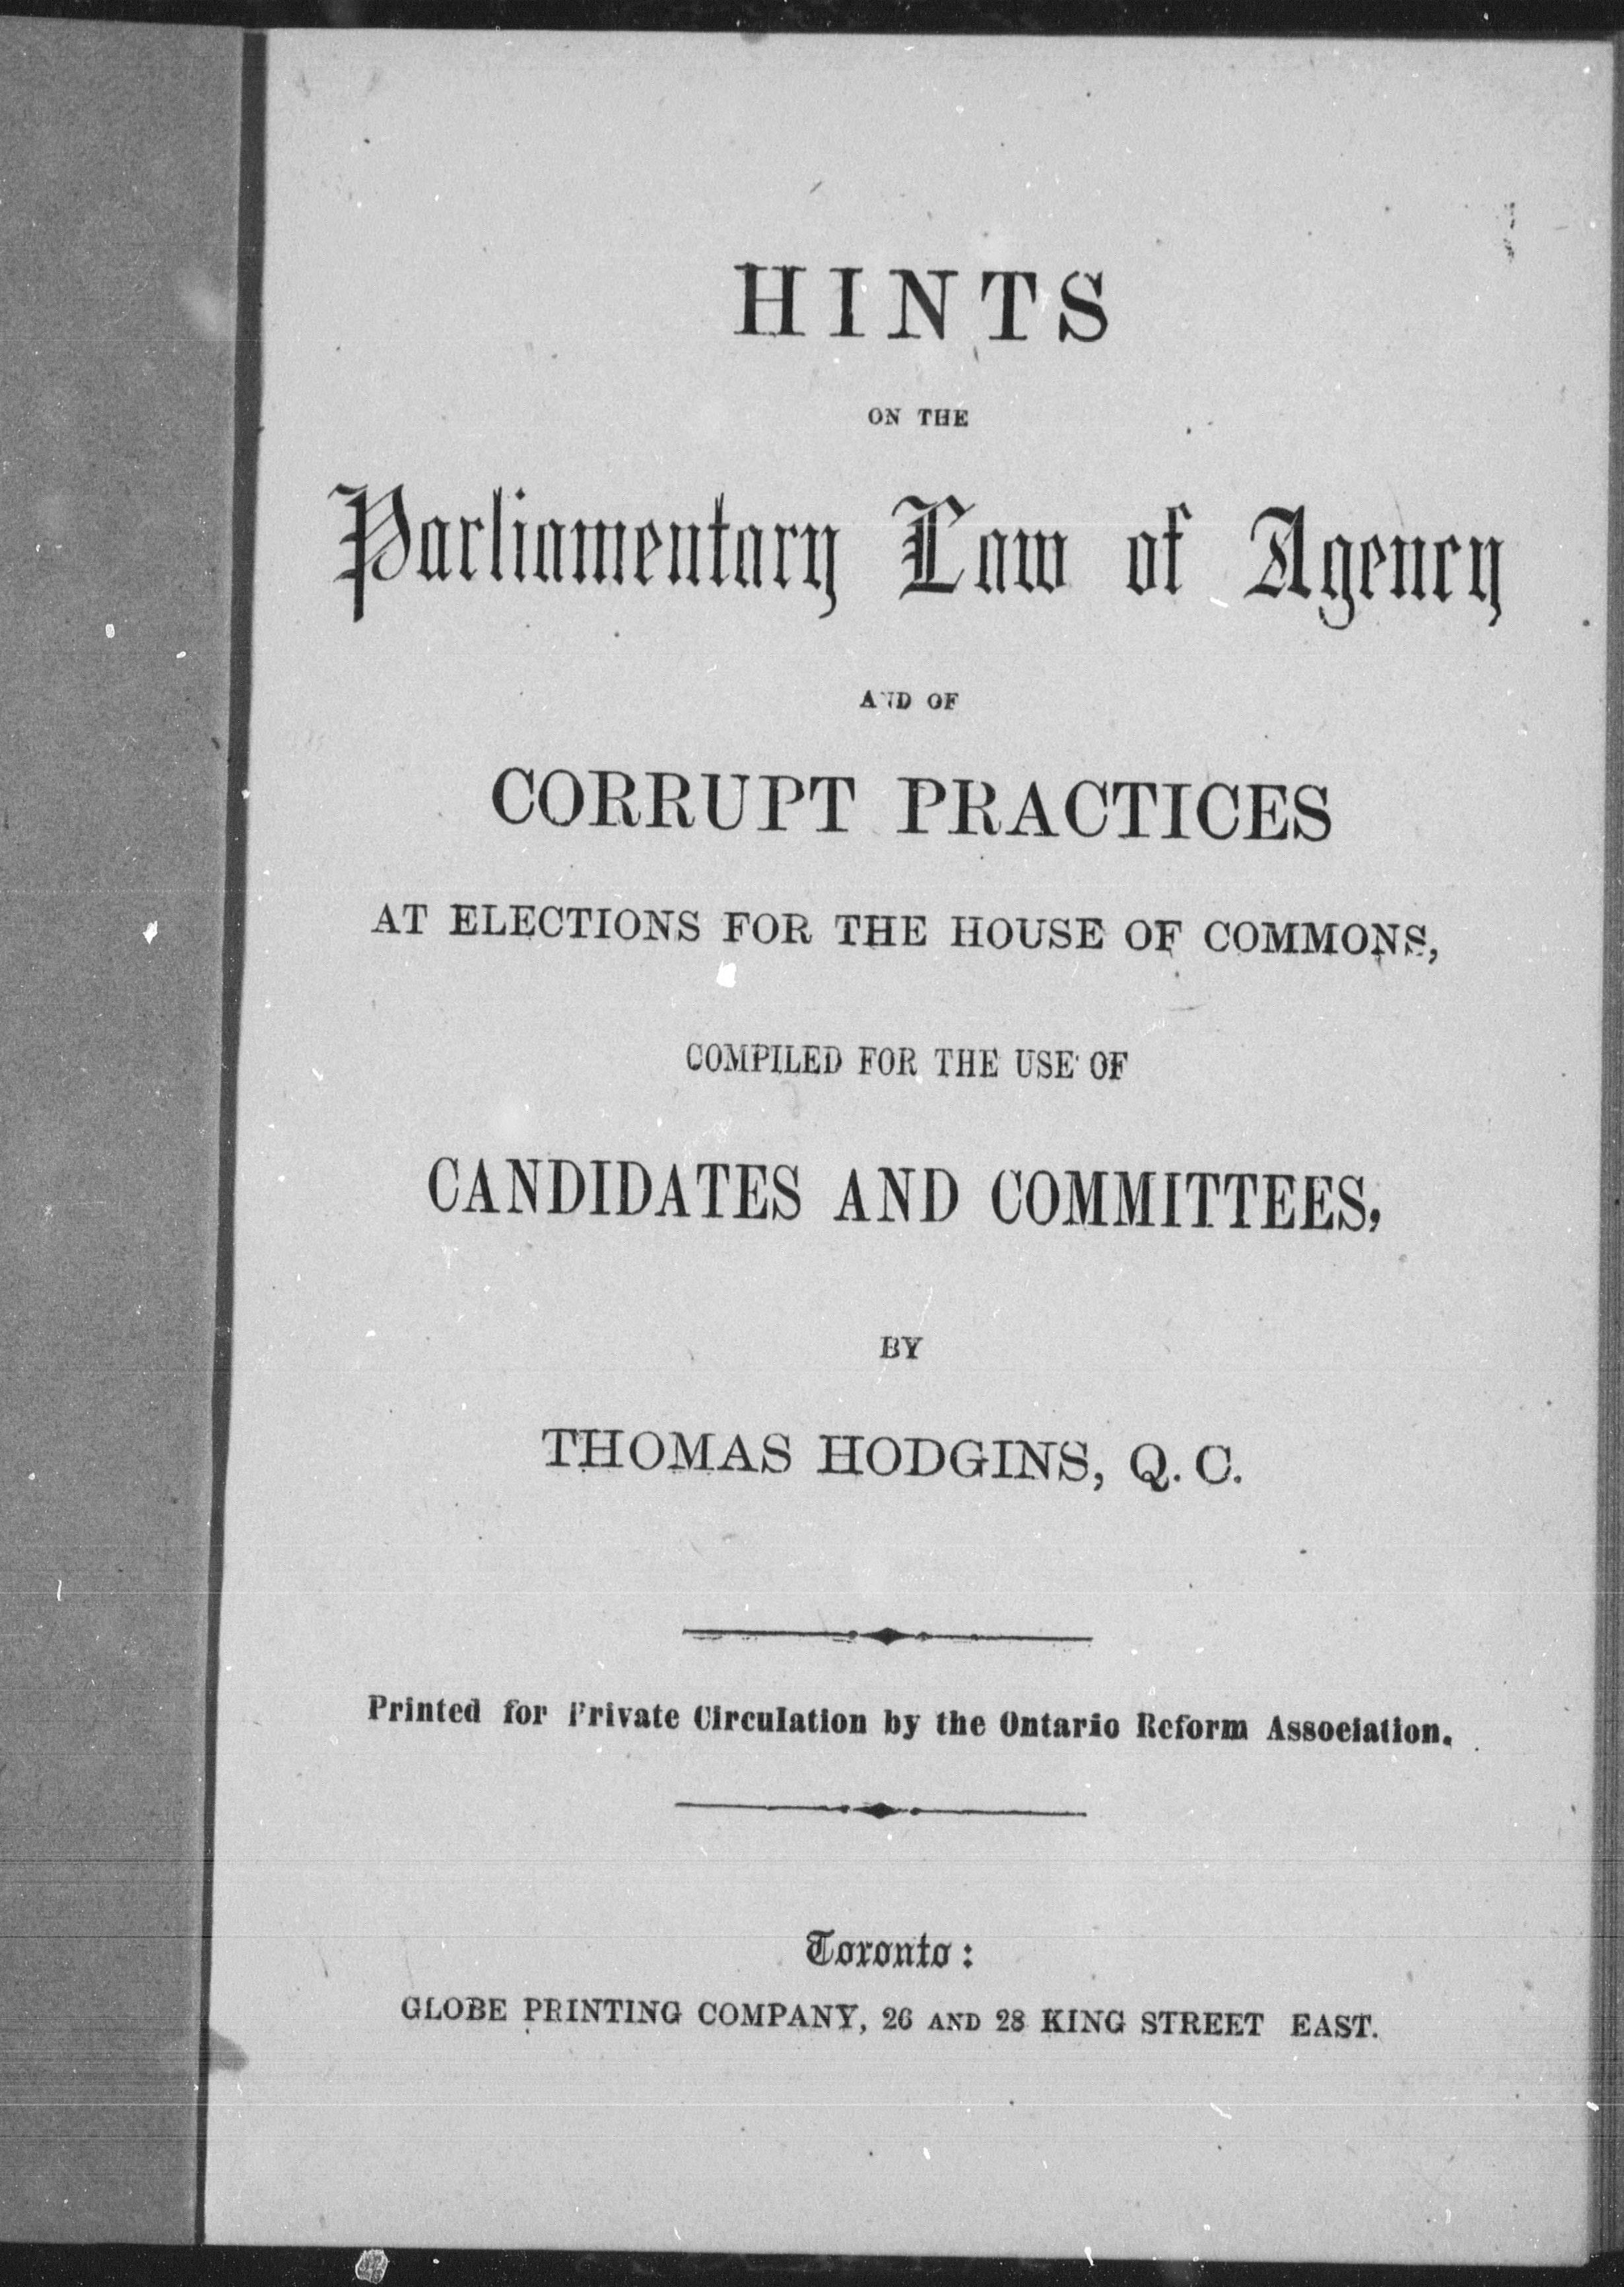 HINTS
ON THE
Parliamentary Law of Agency
AND OF
CORRUPT PRACTICES
AT ELECTIONS FOR THE HOUSE OF COMMONS,
COMPILED FOR THE USE OF
CANDIDATES AND COMMITTEES,
BY
THOMAS HODGINS, Q. C.
Printed for Private Circulation by the Ontario Reform Association.
Toronto:
GLOBE PRINTING COMPANY, 26 AND 28 KING STREET EAST.